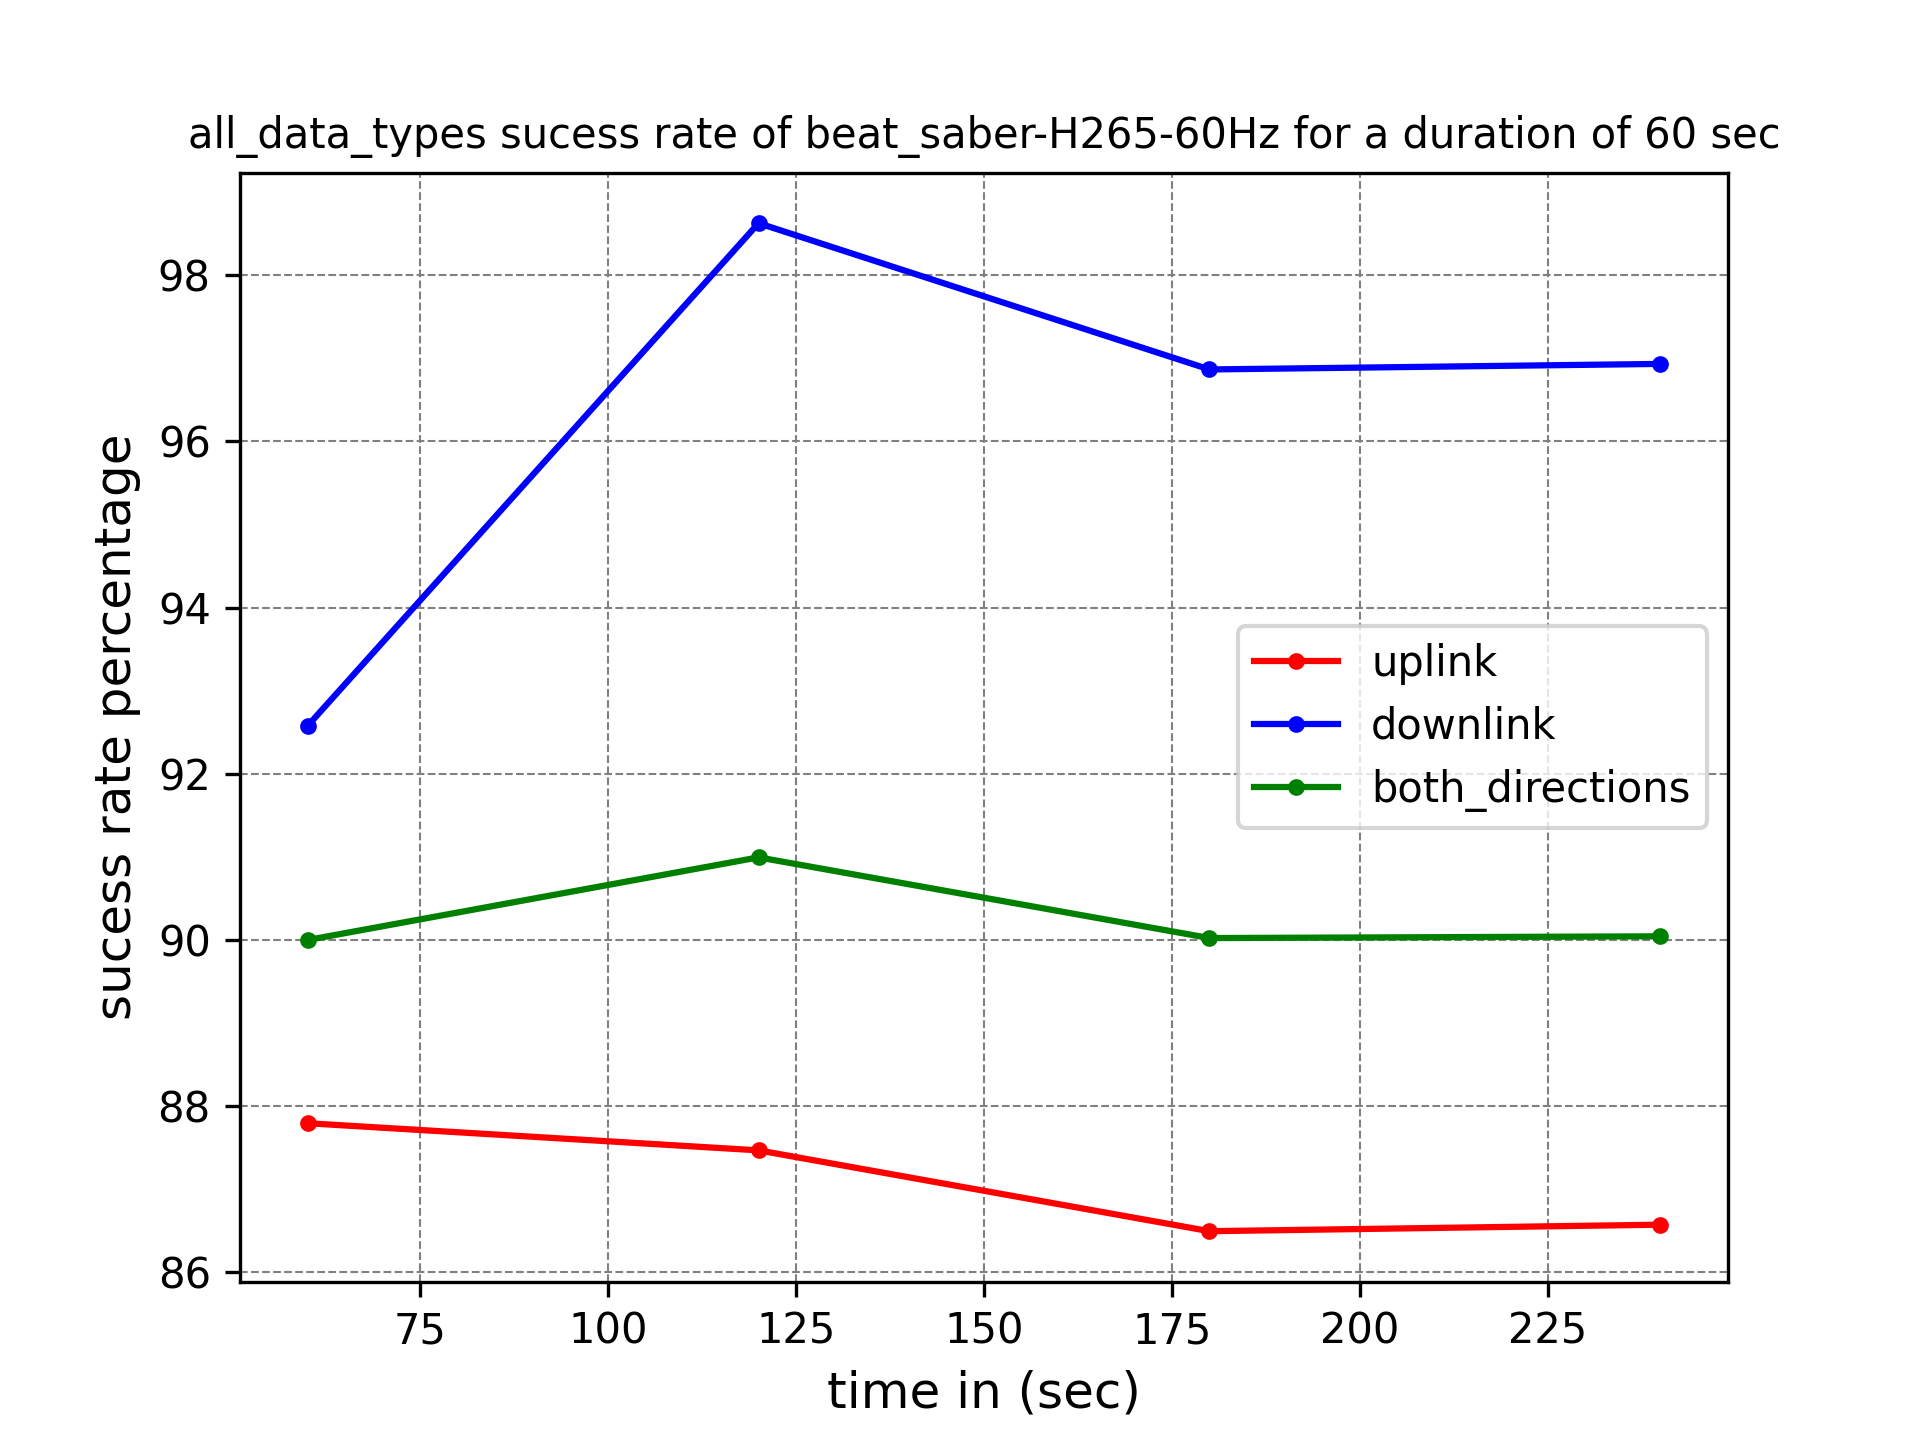 all_data_types sucess rate of beat_saber-H265-60Hz for a duration of 60 sec
sucess rate percentage
98
96
94
92
90
88
86
uplink
downlink
both_directions
75 100 125 150 175 200 225
time in (sec)